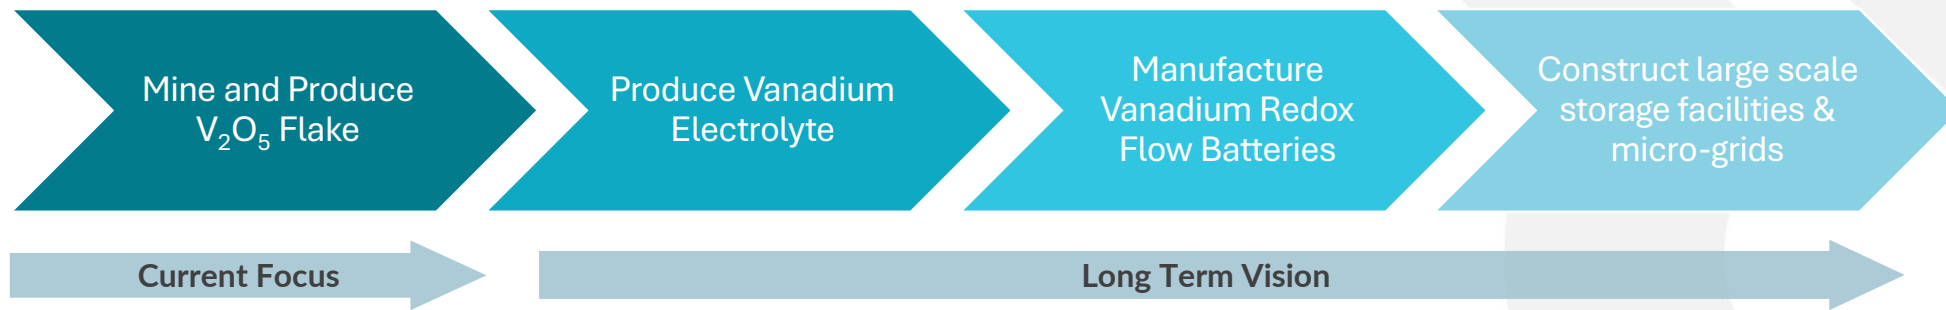 Mine and Produce
V₂O₅ Flake
Produce Vanadium
Electrolyte
Manufacture
Vanadium Redox
Flow Batteries
Construct large scale
storage facilities &
micro-grids
Current Focus
Long Term Vision